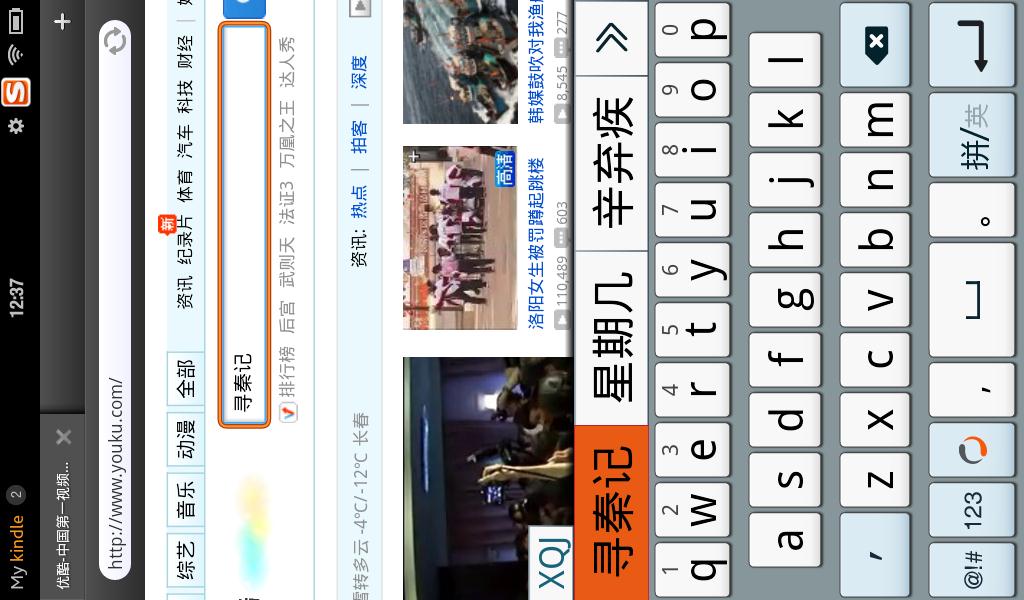 My kindle 2 12:37
优酷-中国第一视频...
http://www.youku.com/
综艺 音乐 动漫 全部 资讯 纪录片 新 体育 汽车 科技 财经
寻秦记
排行榜 后宫 武则天 法证3 万凰之王 达人秀
雷转多云 -4℃/-12℃ 长春 资讯: 热点 | 拍客 | 深度
高清
洛阳女生被罚蹲起跳楼 韩媒鼓吹对我渔船
110,489 603 8,545 277
XQJ
寻秦记 星期几 辛弃疾
1 2 3 4 5 6 7 8 9 0
q w e r t y u i o p
a s d f g h j k l
' z x c v b n m
@!# 123 , 。 拼/英